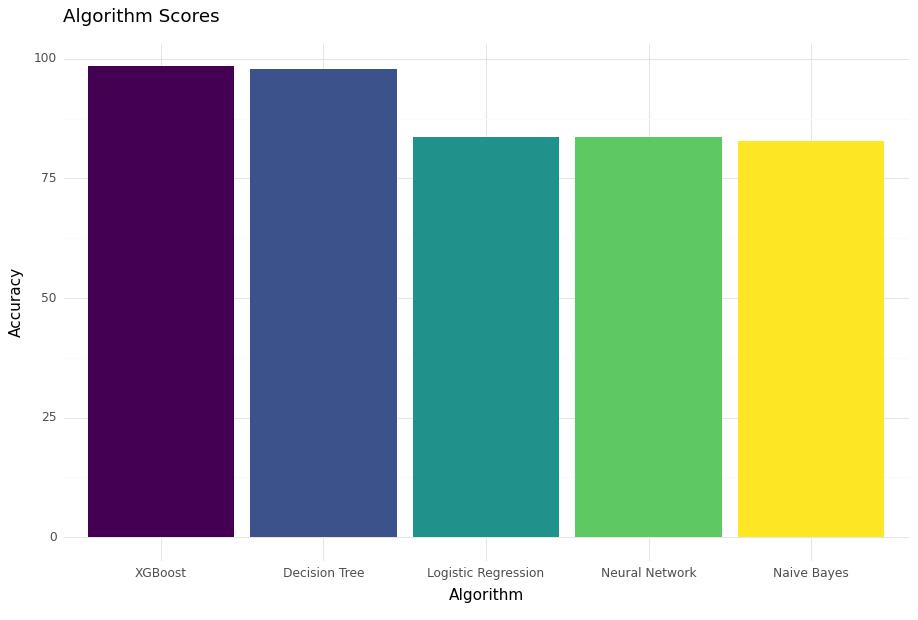 Algorithm Scores
100
75
50
25
0
Accuracy
XGBoost Decision Tree Logistic Regression Neural Network Naive Bayes
Algorithm